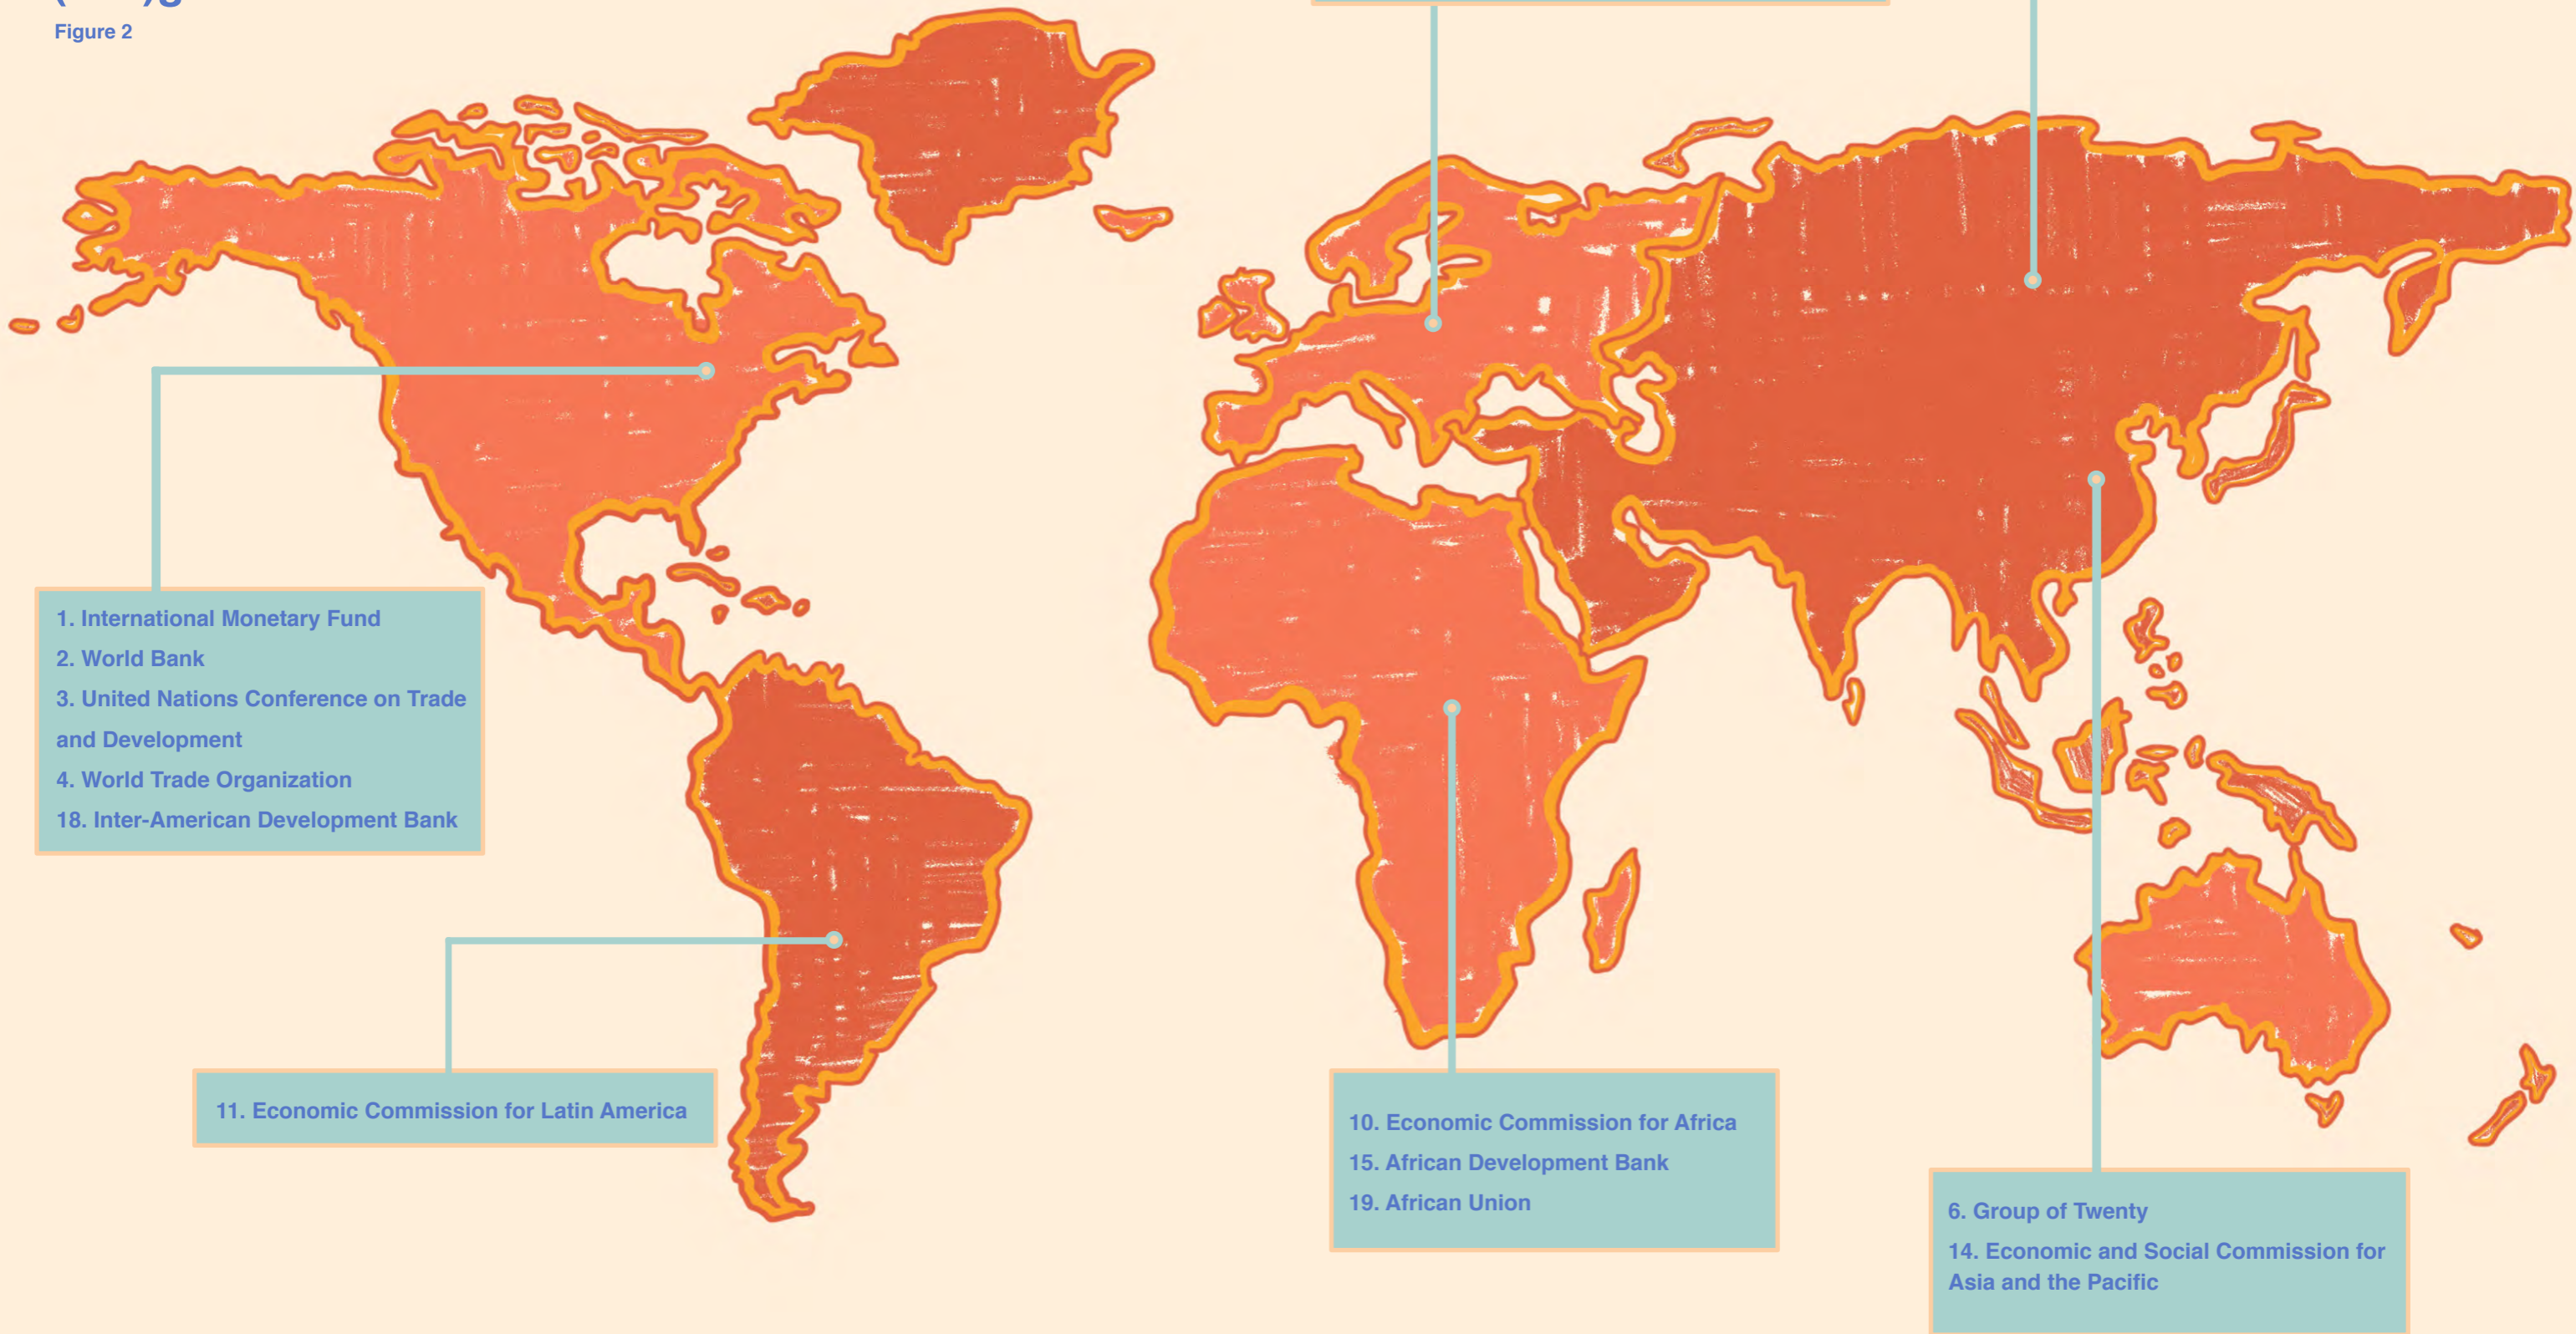 Figure 2
1. International Monetary Fund
2. World Bank
3. United Nations Conference on Trade
and Development
4. World Trade Organization
18. Inter-American Development Bank
11. Economic Commission for Latin America
10. Economic Commission for Africa
15. African Development Bank
19. African Union
6. Group of Twenty
14. Economic and Social Commission for
Asia and the Pacific